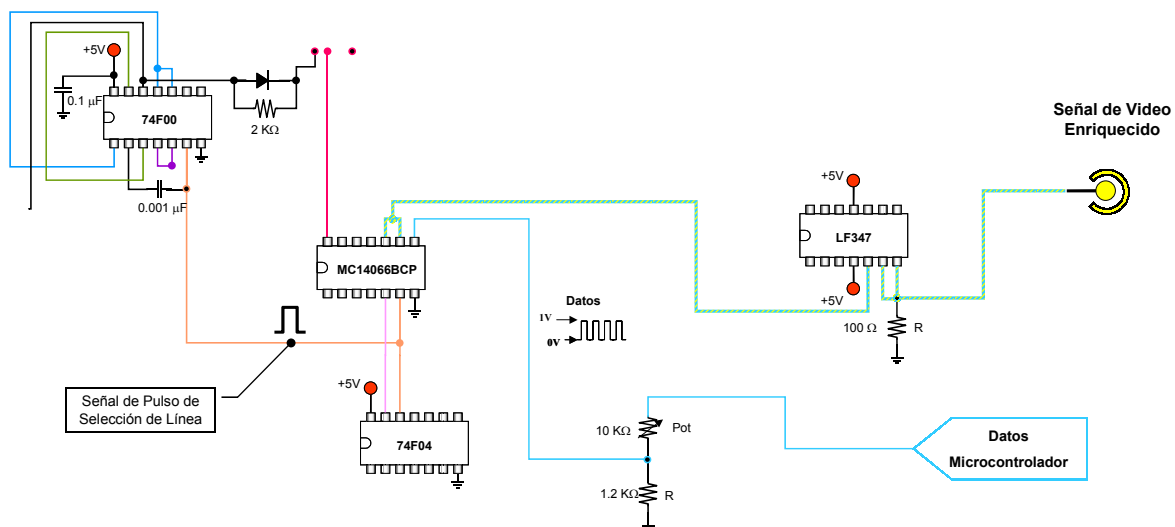 +5V
0.1 µF
74F00
2 KΩ
0.001 µF
Señal de Video
Enriquecido
+5V
LF347
+5V
100 Ω
R
MC14066BCP
Datos
1V
0V
Señal de Pulso de
Selección de Línea
+5V
74F04
10 KΩ
Pot
1.2 KΩ
R
Datos
Microcontrolador